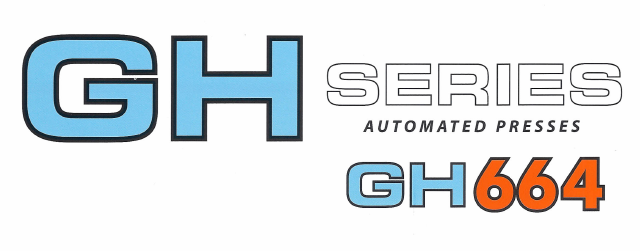 GH SERIES
AUTOMATED PRESSES
GH664